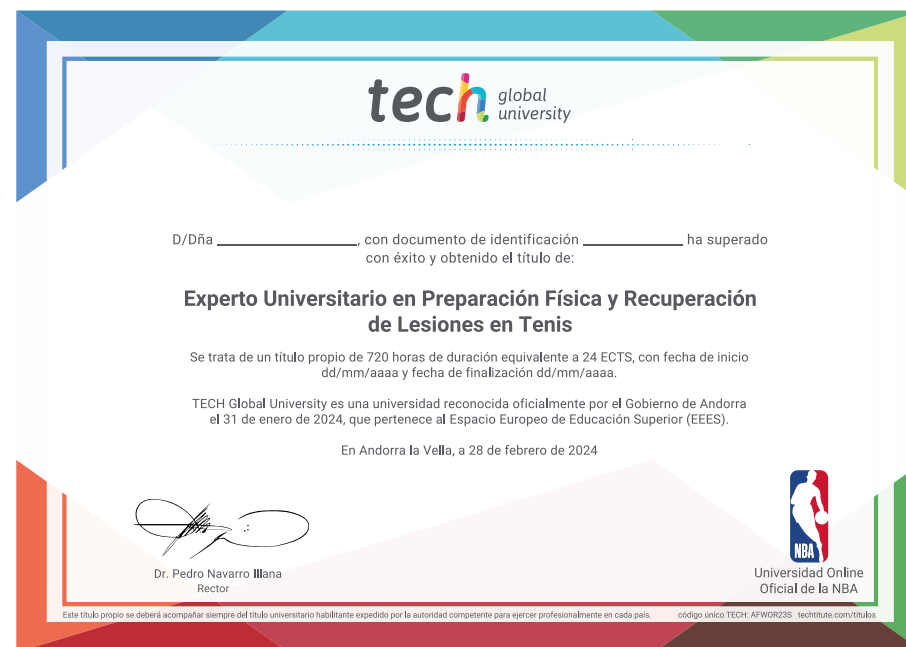 tech global university
D/Dña ______________, con documento de identificación __________ ha superado
con éxito y obtenido el título de:
Experto Universitario en Preparación Física y Recuperación
de Lesiones en Tenis
Se trata de un título propio de 720 horas de duración equivalente a 24 ECTS, con fecha de inicio
dd/mm/aaaa y fecha de finalización dd/mm/aaaa.
TECH Global University es una universidad reconocida oficialmente por el Gobierno de Andorra
el 31 de enero de 2024, que pertenece al Espacio Europeo de Educación Superior (EEES).
En Andorra la Vella, a 28 de febrero de 2024
Dr. Pedro Navarro Illana
Rector
NBA
Universidad Online
Oficial de la NBA
Este título propio se deberá acompañar siempre del título universitario habilitante expedido por la autoridad competente para ejercer profesionalmente en cada país.
código único TECH: AFWOR23S techtitute.com/titulos